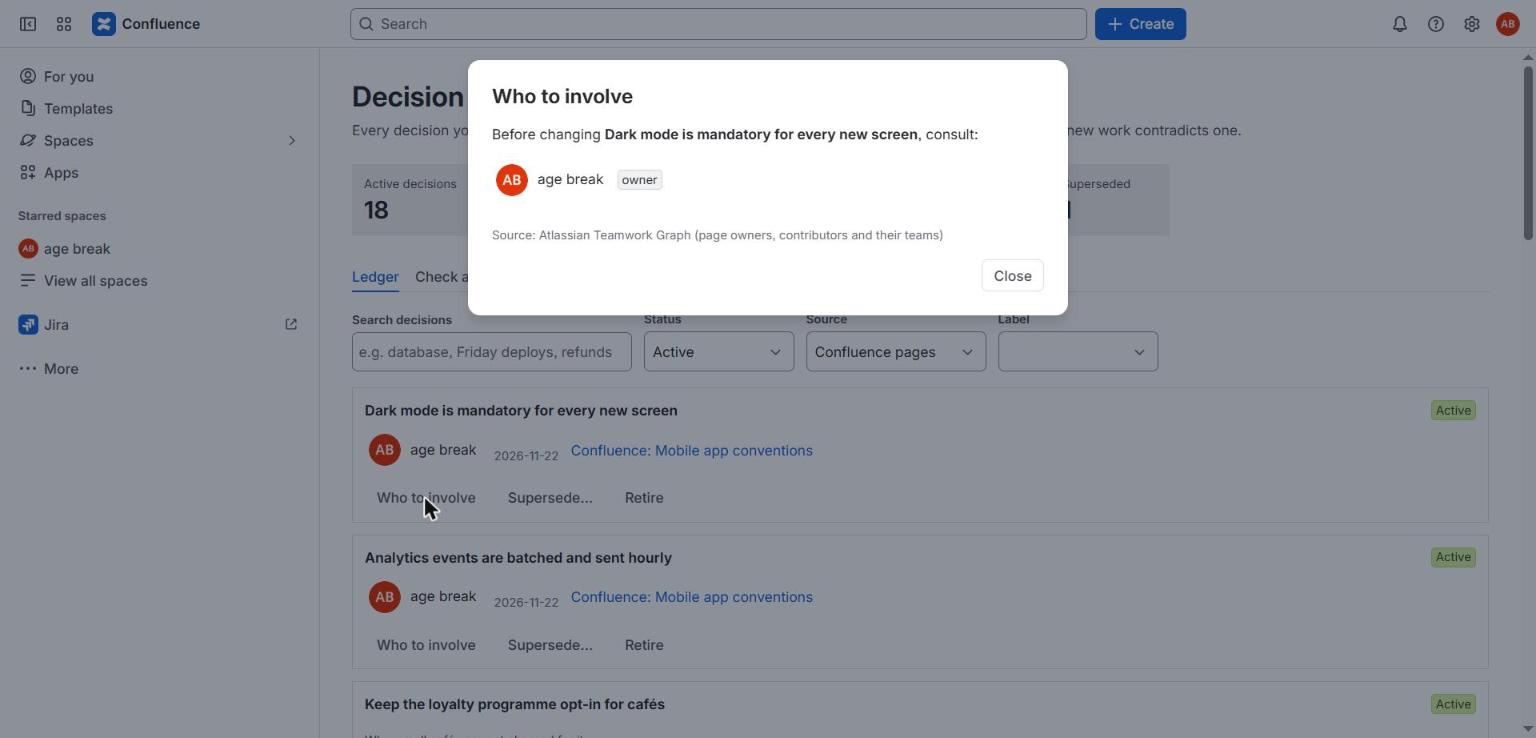 Confluence
Search
Create
AB
For you
Templates
Spaces
Apps
Starred spaces
AB age break
View all spaces
Jira
More
Decision
Every decision yo
new work contradicts one.
Active decisions
18
Superseded
Ledger
Check a
Who to involve
Before changing Dark mode is mandatory for every new screen, consult:
AB age break owner
Source: Atlassian Teamwork Graph (page owners, contributors and their teams)
Close
Search decisions
Status
Source
Label
e.g. database, Friday deploys, refunds
Active
Confluence pages
Dark mode is mandatory for every new screen
Active
AB age break 2026-11-22 Confluence: Mobile app conventions
Who to involve Supersede... Retire
Analytics events are batched and sent hourly
Active
AB age break 2026-11-22 Confluence: Mobile app conventions
Who to involve Supersede... Retire
Keep the loyalty programme opt-in for cafés
Active